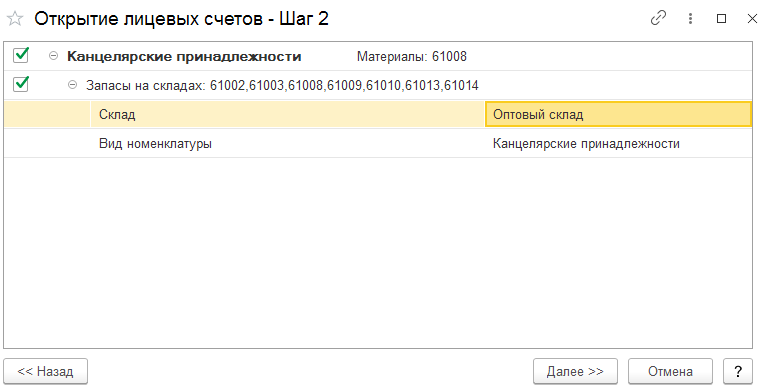 Открытие лицевых счетов - Шаг 2
Канцелярские принадлежности Материалы: 61008
Запасы на складах: 61002,61003,61008,61009,61010,61013,61014
Склад Оптовый склад
Вид номенклатуры Канцелярские принадлежности
<< Назад Далее >> Отмена ?